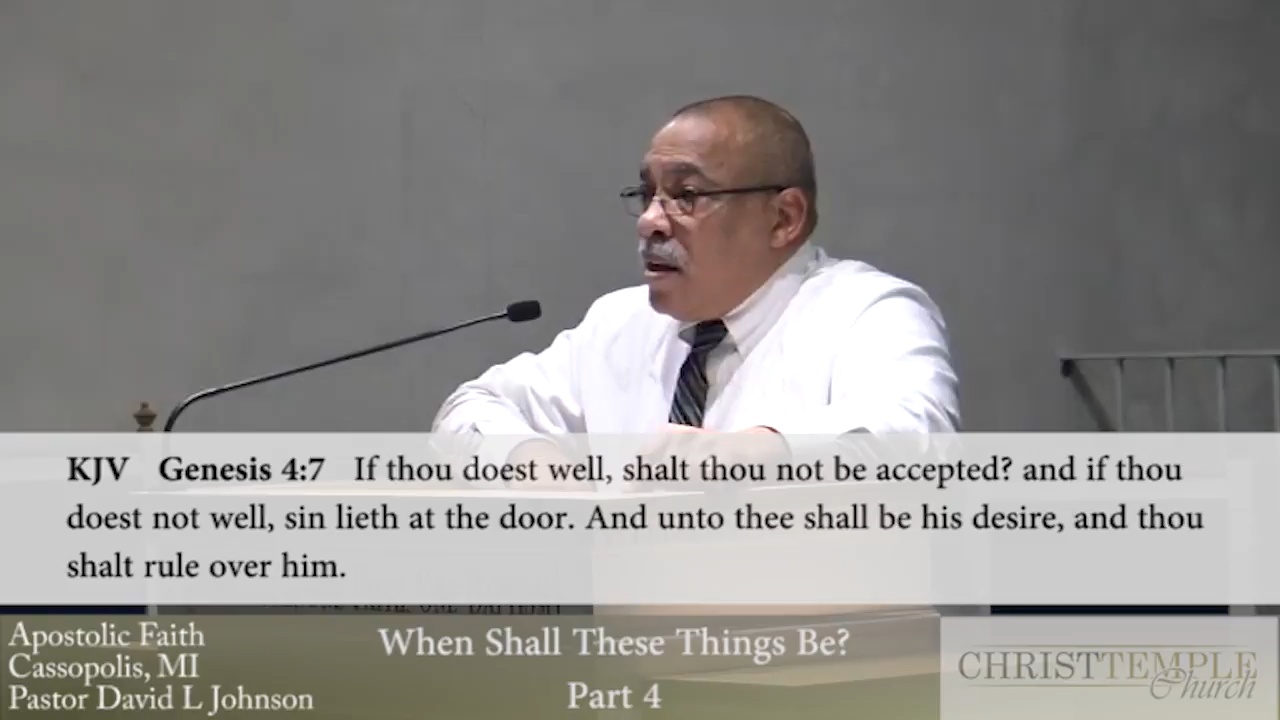 KJV Genesis 4:7 If thou doest well, shalt thou not be accepted? and if thou
doest not well, sin lieth at the door. And unto thee shall be his desire, and thou
shalt rule over him.
Apostolic Faith
Cassopolis, MI
Pastor David L Johnson
When Shall These Things Be?
Part 4
CHRISTTEMPLE
Church